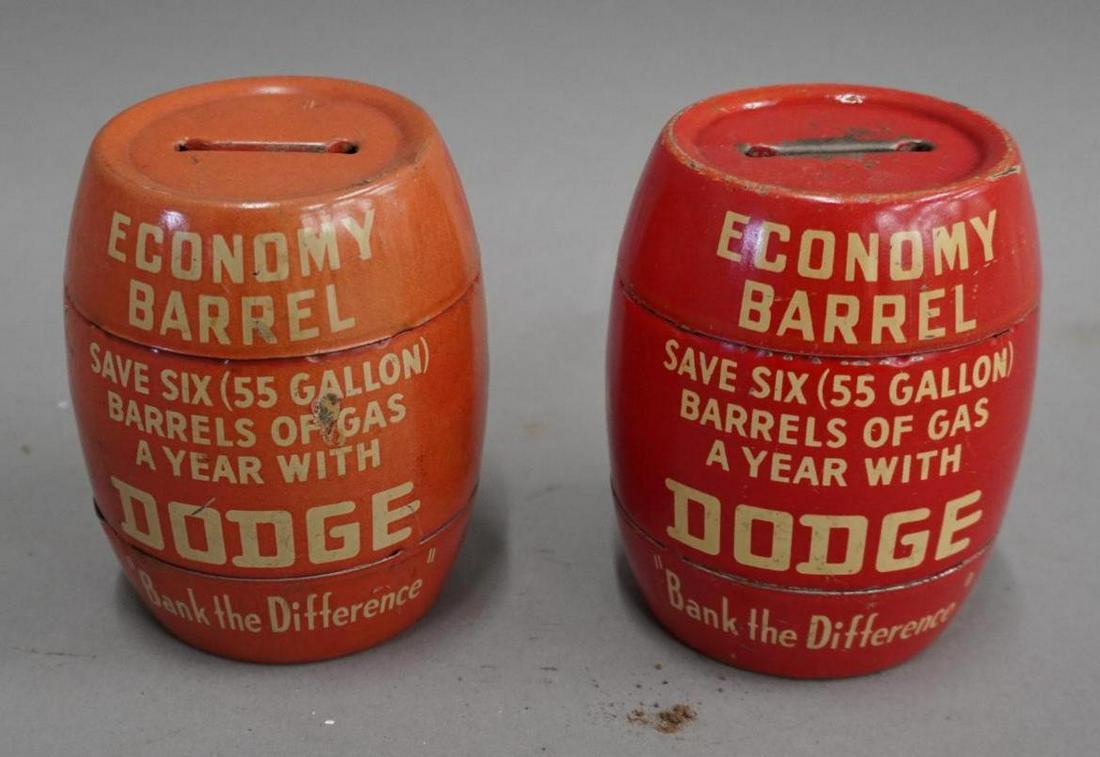 ECONOMY
BARREL
SAVE SIX (55 GALLON)
BARRELS OF GAS
A YEAR WITH
DODGE
"Bank the Difference"
ECONOMY
BARREL
SAVE SIX (55 GALLON)
BARRELS OF GAS
A YEAR WITH
DODGE
"Bank the Difference"